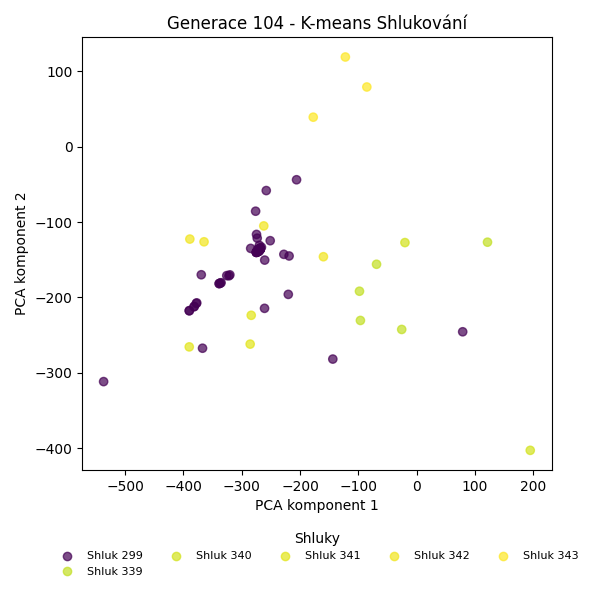 Generace 104 - K-means Shlukování
100
0
−100
−200
−300
−400
PCA komponent 2
−500 −400 −300 −200 −100 0 100 200
PCA komponent 1
Shluky
Shluk 299 Shluk 340 Shluk 341 Shluk 342 Shluk 343
Shluk 339